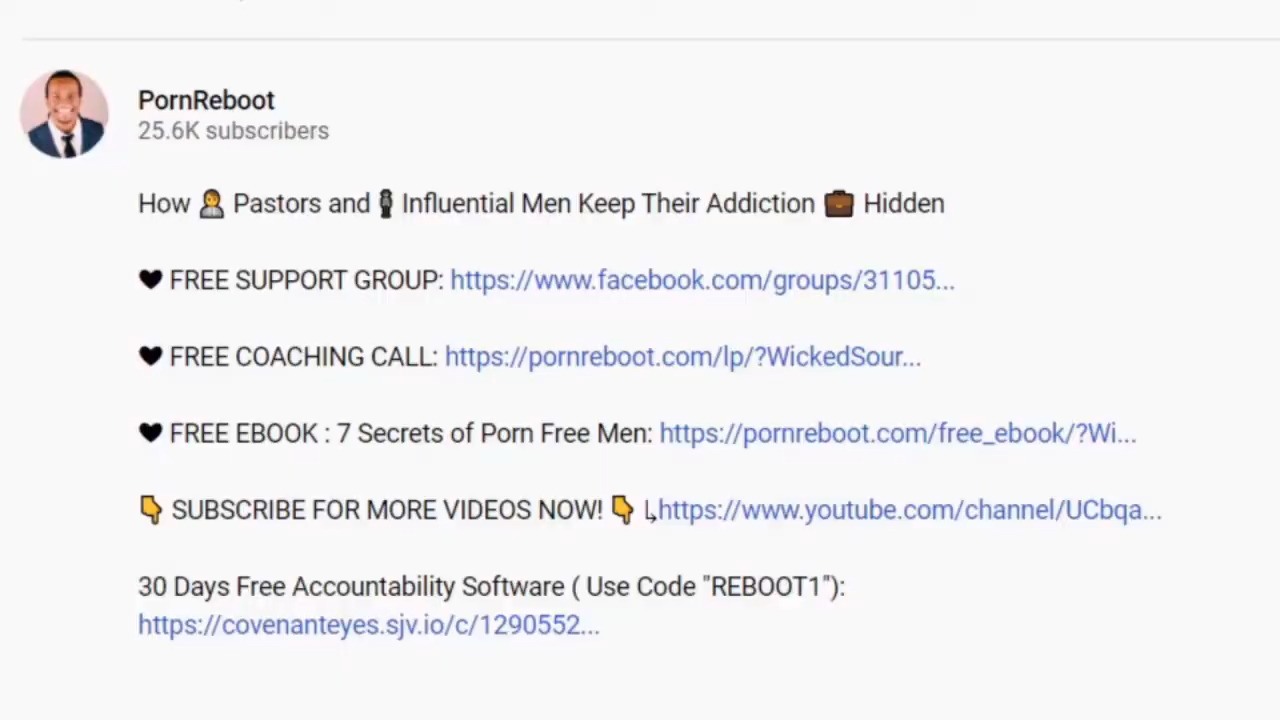 PornReboot
25.6K subscribers
How 👨‍💼 Pastors and 🕴 Influential Men Keep Their Addiction 💼 Hidden
🖤 FREE SUPPORT GROUP: https://www.facebook.com/groups/31105...
🖤 FREE COACHING CALL: https://pornreboot.com/lp/?WickedSour...
🖤 FREE EBOOK : 7 Secrets of Porn Free Men: https://pornreboot.com/free_ebook/?Wi...
👇 SUBSCRIBE FOR MORE VIDEOS NOW! 👇 ↳https://www.youtube.com/channel/UCbqa...
30 Days Free Accountability Software ( Use Code "REBOOT1"):
https://covenanteyes.sjv.io/c/1290552...